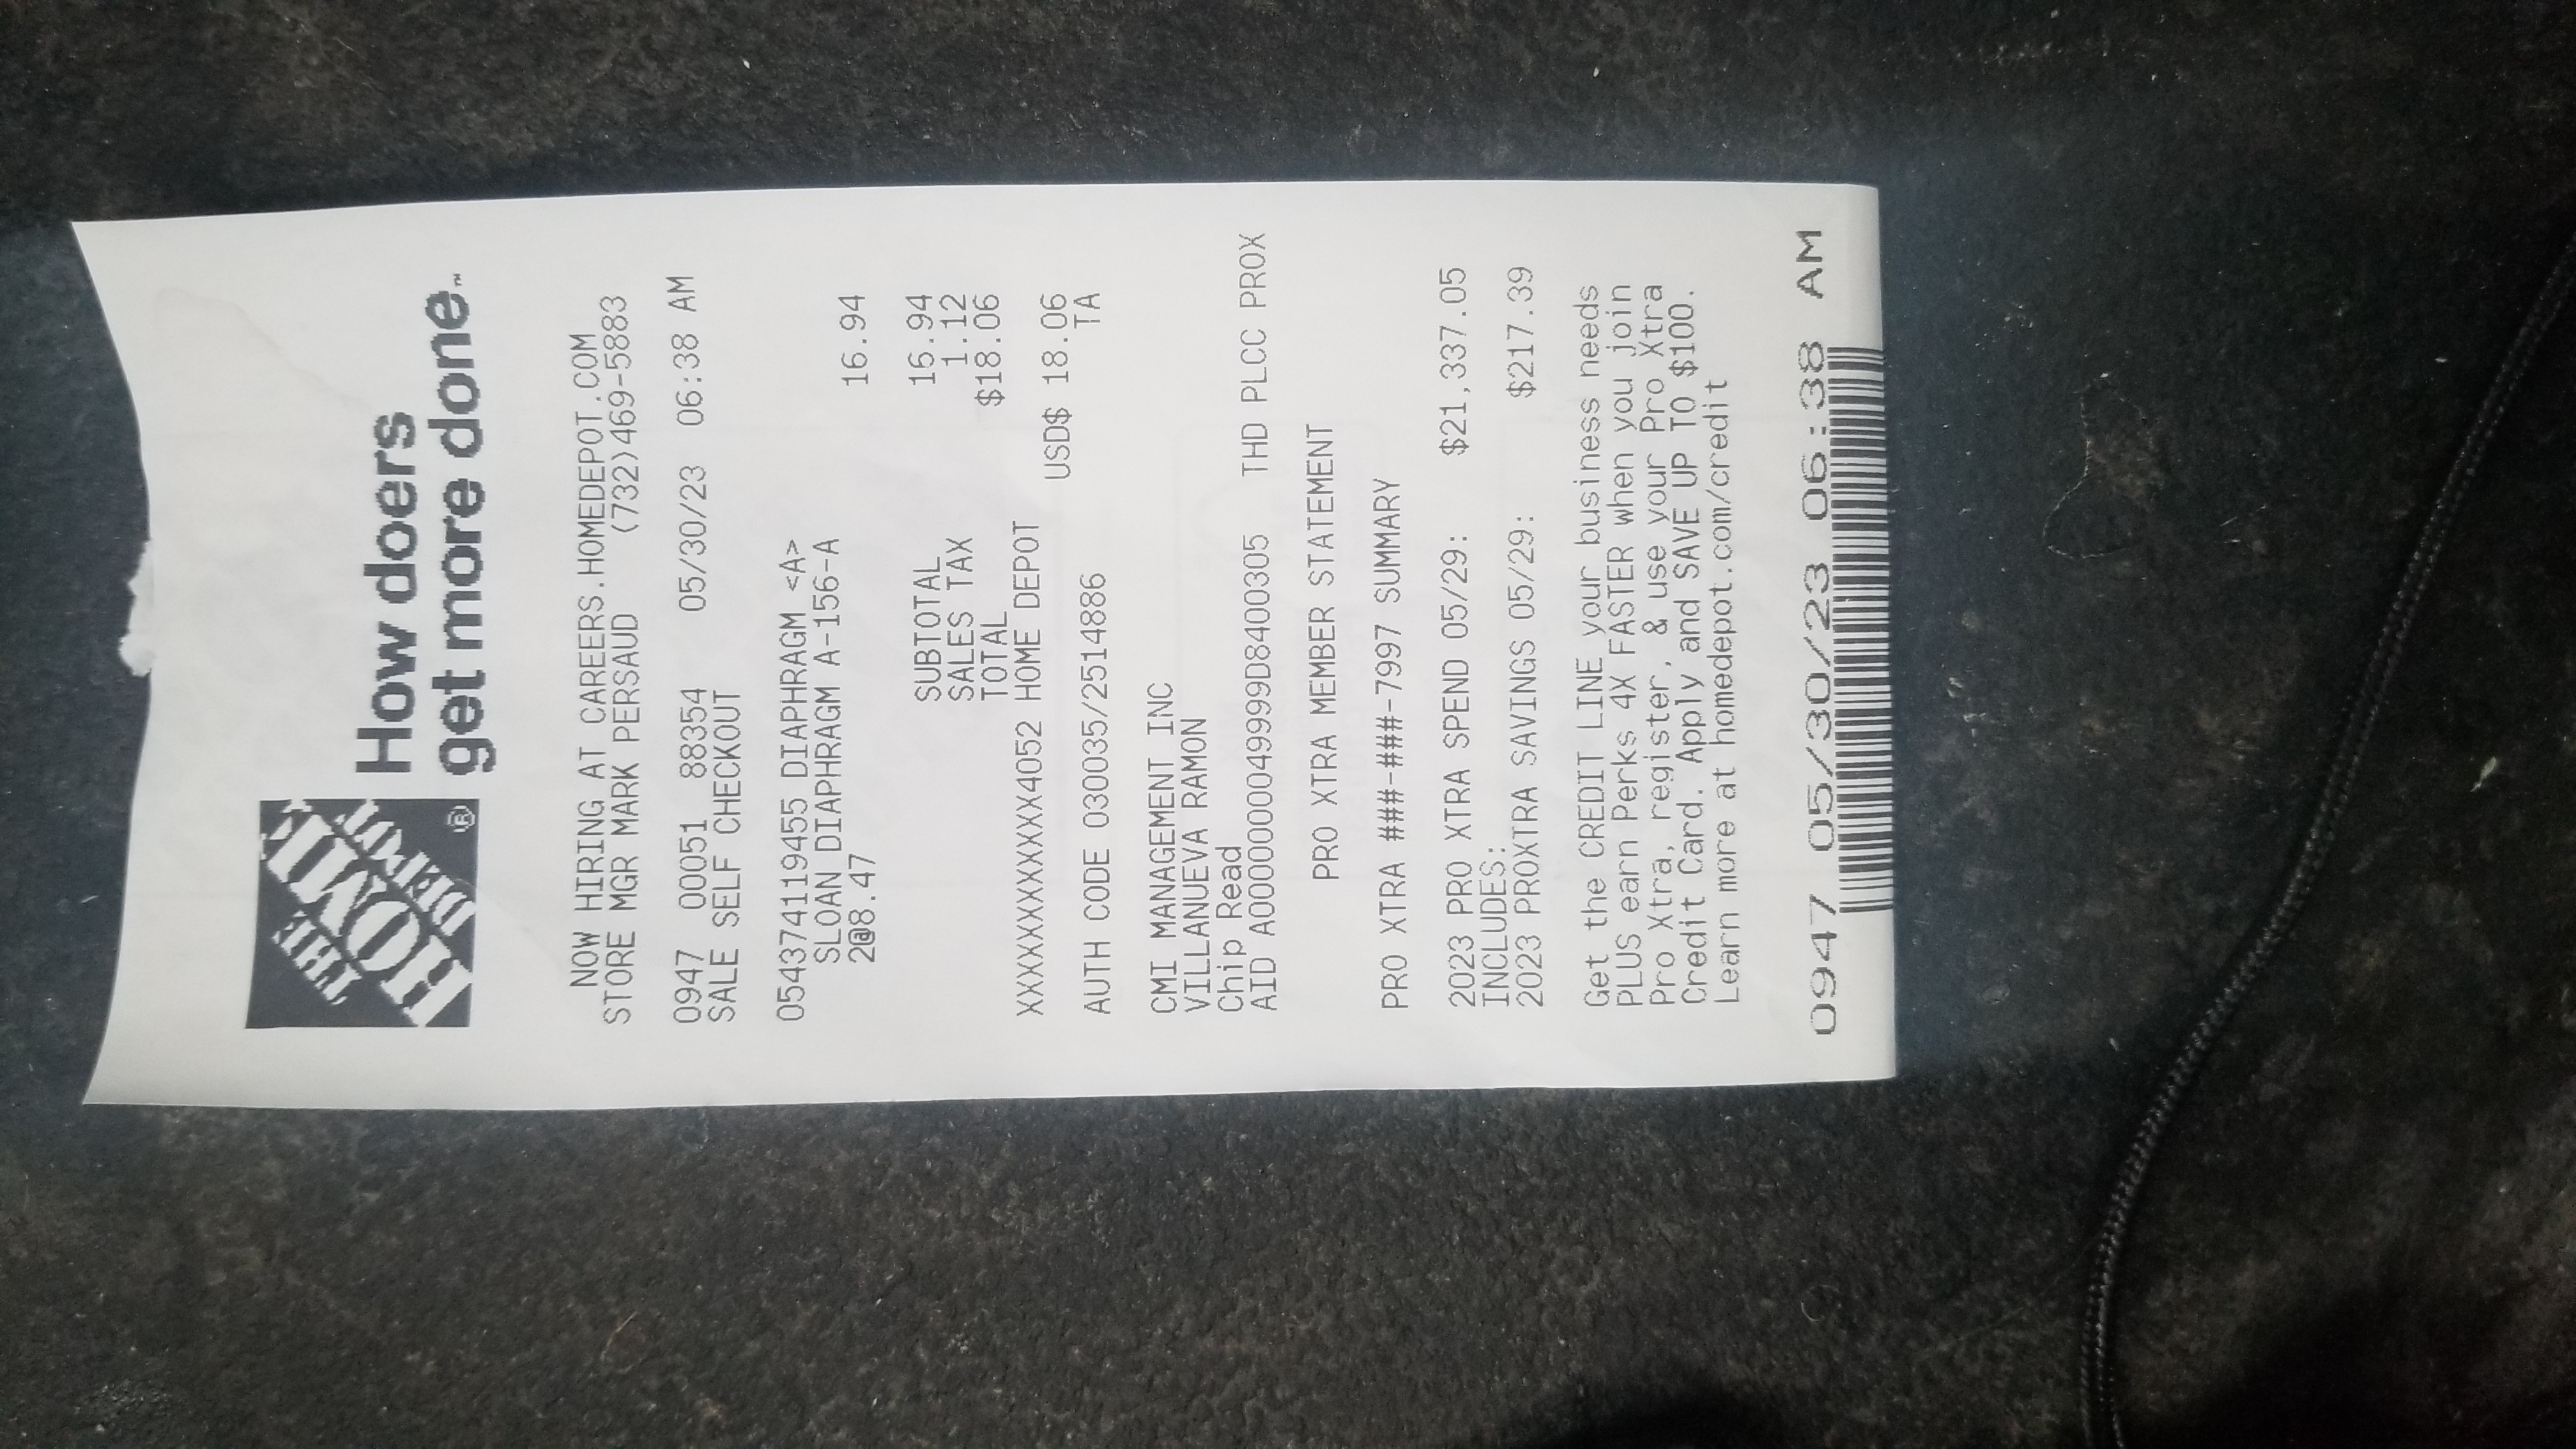 THE
HOME
DEPOT
®
How doers
get more done.™
NOW HIRING AT CAREERS.HOMEDEPOT.COM
STORE MGR MARK PERSAUD (732)469-5883
0947 00051 88354 05/30/23 06:38 AM
SALE SELF CHECKOUT
054374119455 DIAPHRAGM <A>
SLOAN DIAPHRAGM A-156-A
2@8.47 16.94
SUBTOTAL 16.94
SALES TAX 1.12
TOTAL $18.06
XXXXXXXXXXXX4052 HOME DEPOT
USD$ 18.06
AUTH CODE 030035/2514886 TA
CMI MANAGEMENT INC
VILLANUEVA RAMON
Chip Read
AID A0000000049999D8400305 THD PLCC PROX
PRO XTRA MEMBER STATEMENT
PRO XTRA ###-###-7997 SUMMARY
2023 PRO XTRA SPEND 05/29: $21,337.05
INCLUDES:
2023 PROXTRA SAVINGS 05/29: $217.39
Get the CREDIT LINE your business needs
PLUS earn Perks 4X FASTER when you join
Pro Xtra, register, & use your Pro Xtra
Credit Card. Apply and SAVE UP TO $100.
Learn more at homedepot.com/credit
0947 05/30/23 06:38 AM